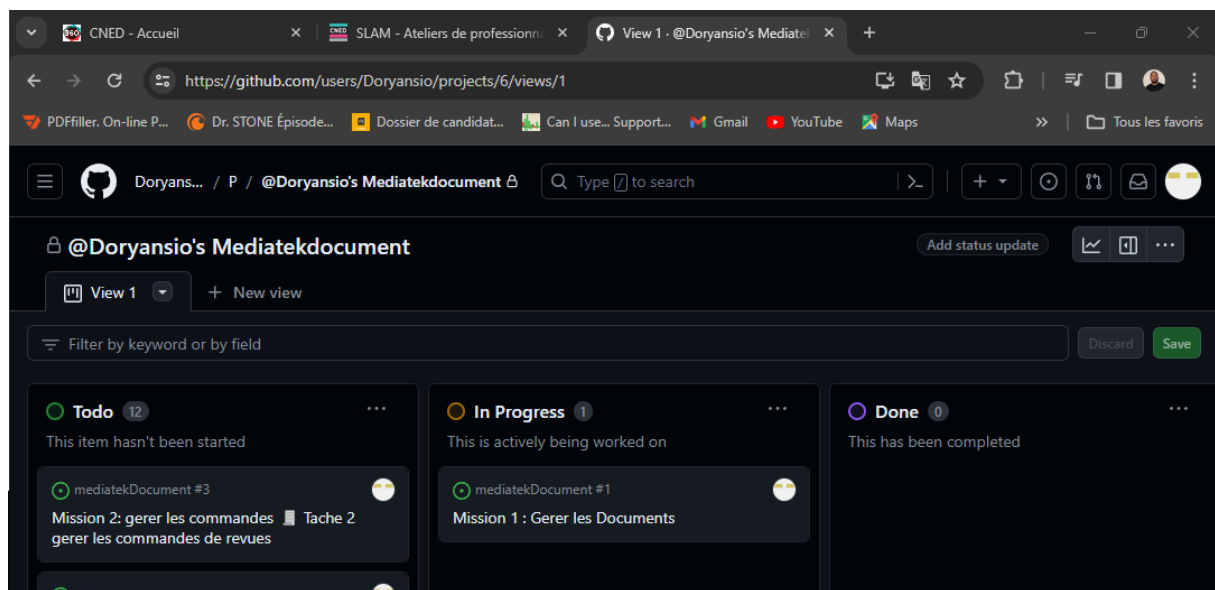 CNED - Accueil
SLAM - Ateliers de professionn
View 1 · @Doryansio's Mediatek
https://github.com/users/Doryansio/projects/6/views/1
PDFfiller. On-line P...
Dr. STONE Épisode...
Dossier de candidat...
Can I use... Support...
Gmail
YouTube
Maps
Tous les favoris
Doryans... / P / @Doryansio's Mediatekdocument
Type / to search
@Doryansio's Mediatekdocument
Add status update
View 1
New view
Filter by keyword or by field
Discard
Save
Todo 12
This item hasn't been started
mediatekDocument #3
Mission 2: gerer les commandes 🧾 Tache 2
gerer les commandes de revues
In Progress 1
This is actively being worked on
mediatekDocument #1
Mission 1 : Gerer les Documents
Done 0
This has been completed